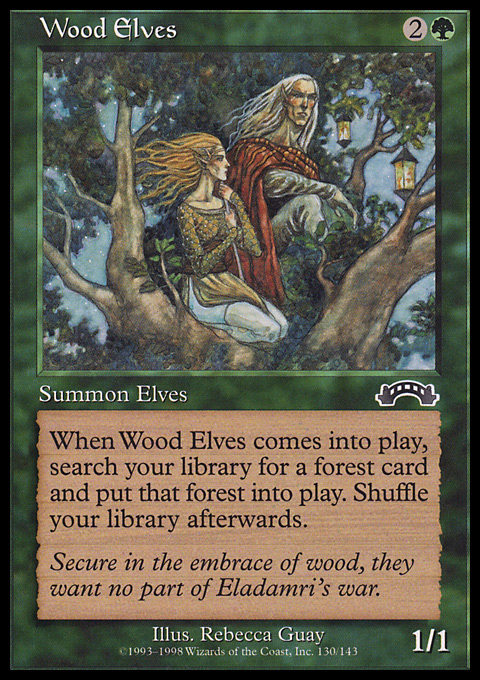 Wood Elves 2
Summon Elves
When Wood Elves comes into play,
search your library for a forest card
and put that forest into play. Shuffle
your library afterwards.
Secure in the embrace of wood, they
want no part of Eladamri's war.
Illus. Rebecca Guay
1/1
©1993–1998 Wizards of the Coast, Inc. 130/143